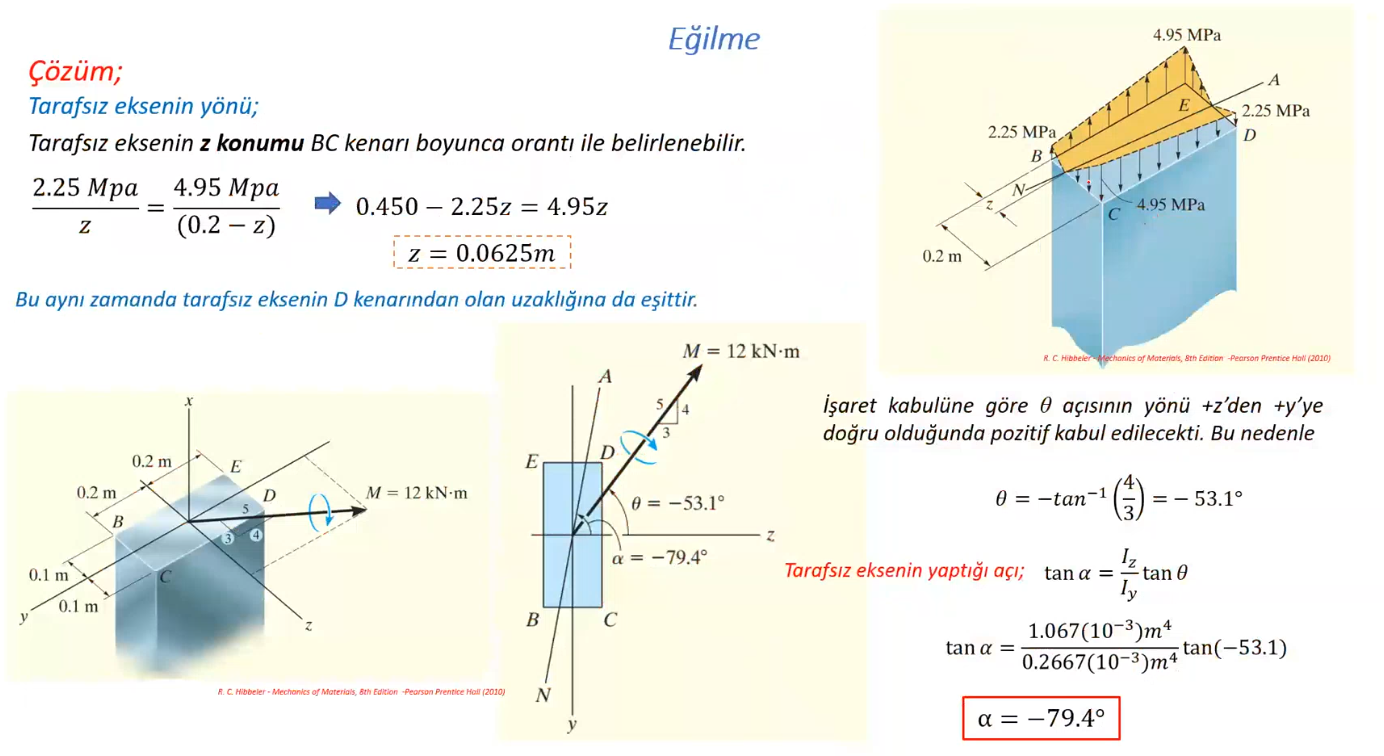 Eğilme
Çözüm;
Tarafsız eksenin yönü;
Tarafsız eksenin z konumu BC kenarı boyunca orantı ile belirlenebilir.
2.25 Mpa / z = 4.95 Mpa / (0.2 − z)
0.450 − 2.25z = 4.95z
z = 0.0625m
Bu aynı zamanda tarafsız eksenin D kenarından olan uzaklığına da eşittir.
4.95 MPa
A
E
2.25 MPa
D
2.25 MPa
B
N
z
C
4.95 MPa
0.2 m
R. C. Hibbeler - Mechanics of Materials, 8th Edition -Pearson Prentice Hall (2010)
x
0.2 m
E
0.2 m
D
M = 12 kN·m
B
5
3
4
0.1 m
C
0.1 m
y
z
R. C. Hibbeler - Mechanics of Materials, 8th Edition -Pearson Prentice Hall (2010)
M = 12 kN·m
A
5
4
3
E
D
θ = −53.1°
z
α = −79.4°
B
C
N
y
İşaret kabulüne göre θ açısının yönü +z’den +y’ye
doğru olduğunda pozitif kabul edilecekti. Bu nedenle
θ = −tan⁻¹(4/3) = − 53.1°
Tarafsız eksenin yaptığı açı; tan α = I_z/I_y tan θ
tan α = 1.067(10⁻³)m⁴ / 0.2667(10⁻³)m⁴ tan(−53.1)
α = −79.4°